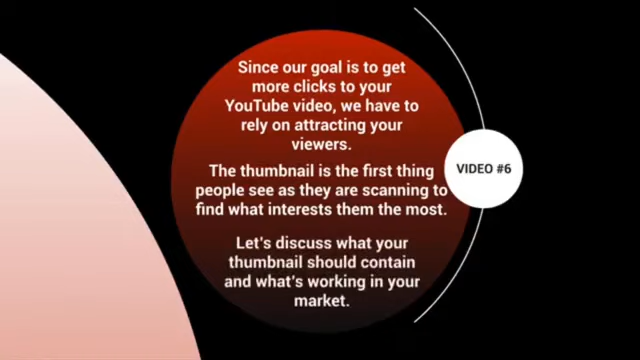 Since our goal is to get
more clicks to your
YouTube video, we have to
rely on attracting your
viewers.
The thumbnail is the first thing
people see as they are scanning to
find what interests them the most.
Let's discuss what your
thumbnail should contain
and what's working in your
market.
VIDEO #6